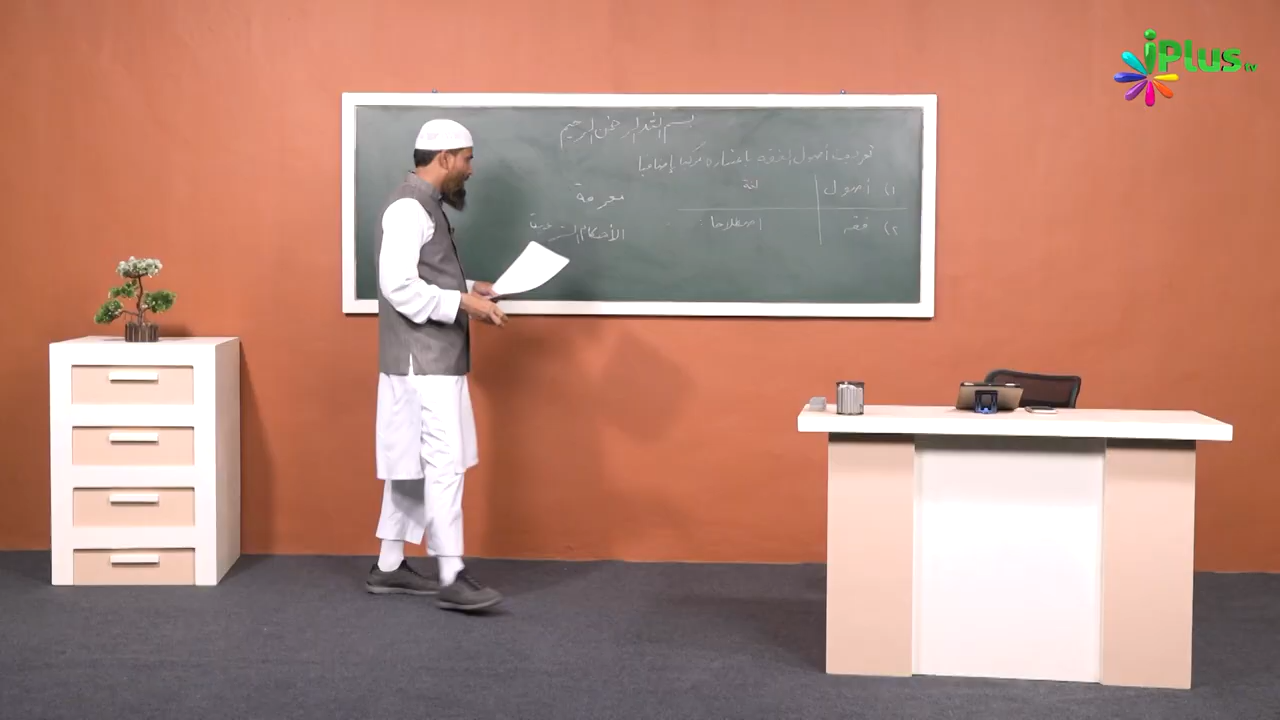 iPlus tv
بسم الله الرحمن الرحيم
تعريف أصول الفقه باعتباره مركبا إضافيا
١) أصول لغة
٢) فقه اصطلاحا :
معرفة
الأحكام الشرعية